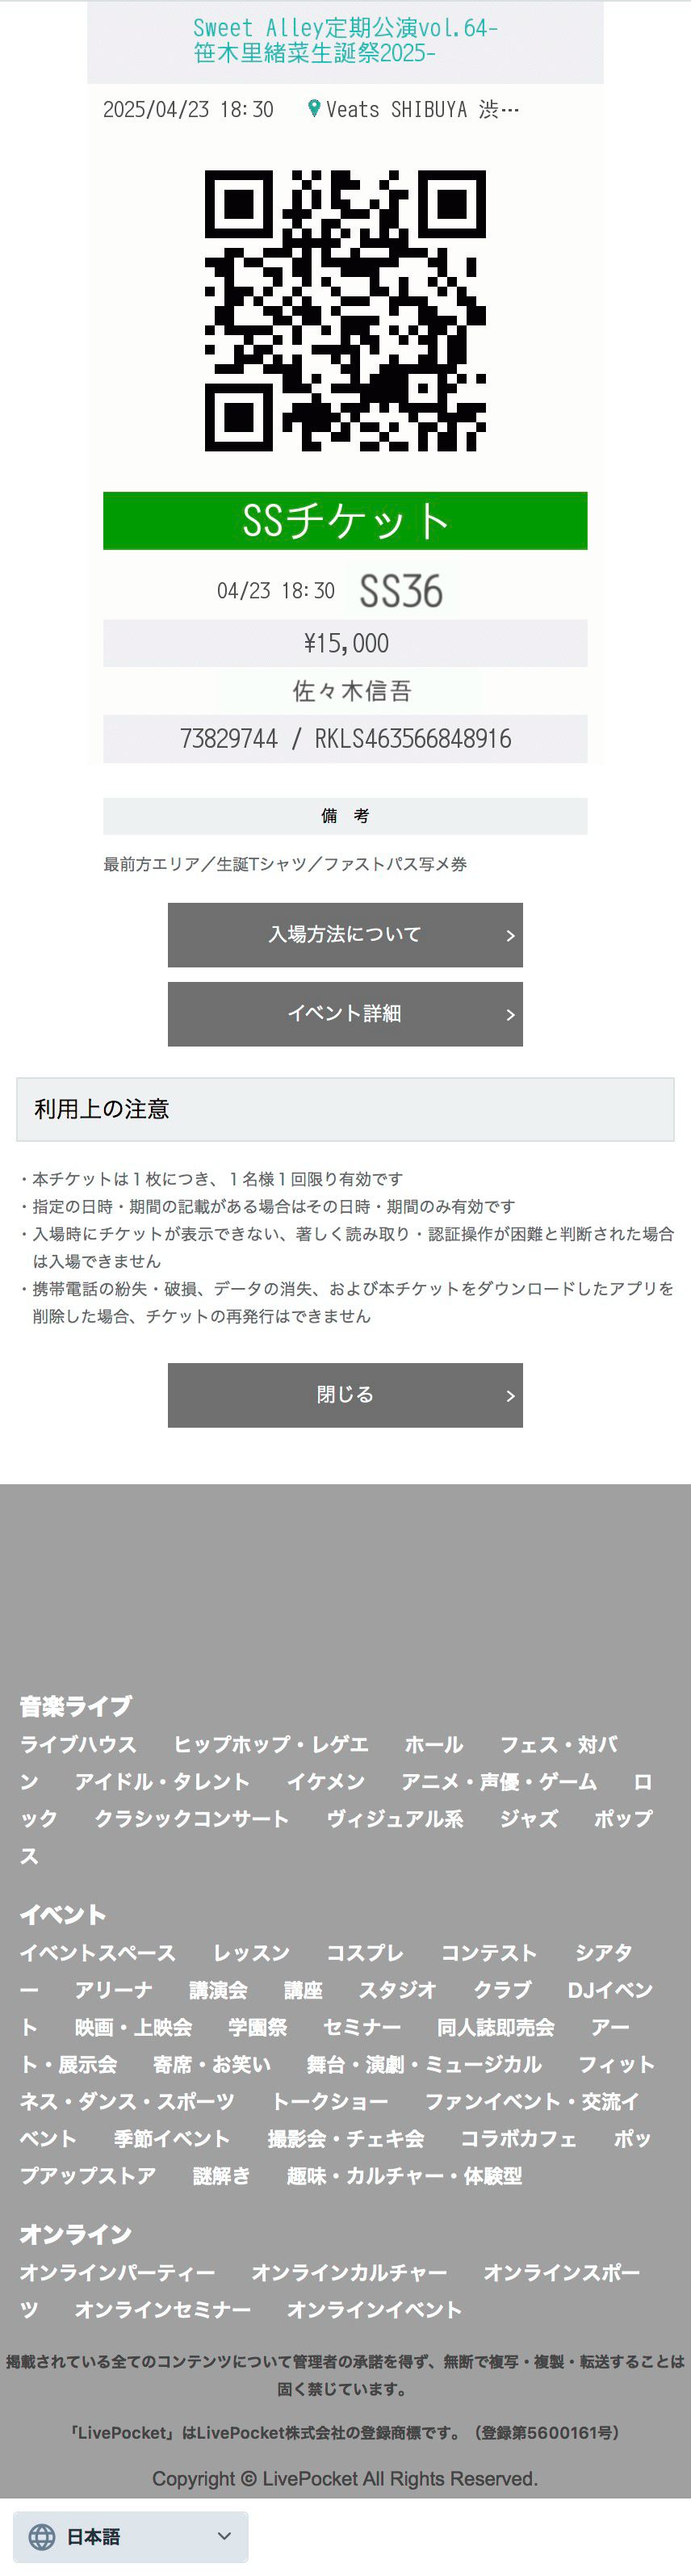 Sweet Alley定期公演vol.64-
笹木里緒菜生誕祭2025-
2025/04/23 18:30 Veats SHIBUYA 渋…
SSチケット
04/23 18:30 SS36
¥15,000
佐々木信吾
73829744 / RKLS463566848916
備 考
最前方エリア／生誕Tシャツ／ファストパス写メ券
入場方法について
イベント詳細
利用上の注意
・本チケットは１枚につき、１名様１回限り有効です
・指定の日時・期間の記載がある場合はその日時・期間のみ有効です
・入場時にチケットが表示できない、著しく読み取り・認証操作が困難と判断された場合
は入場できません
・携帯電話の紛失・破損、データの消失、および本チケットをダウンロードしたアプリを
削除した場合、チケットの再発行はできません
閉じる
音楽ライブ
ライブハウス ヒップホップ・レゲエ ホール フェス・対バ
ン アイドル・タレント イケメン アニメ・声優・ゲーム ロ
ック クラシックコンサート ヴィジュアル系 ジャズ ポップ
ス
イベント
イベントスペース レッスン コスプレ コンテスト シアタ
ー アリーナ 講演会 講座 スタジオ クラブ DJイベン
ト 映画・上映会 学園祭 セミナー 同人誌即売会 アー
ト・展示会 寄席・お笑い 舞台・演劇・ミュージカル フィット
ネス・ダンス・スポーツ トークショー ファンイベント・交流イ
ベント 季節イベント 撮影会・チェキ会 コラボカフェ ポッ
プアップストア 謎解き 趣味・カルチャー・体験型
オンライン
オンラインパーティー オンラインカルチャー オンラインスポー
ツ オンラインセミナー オンラインイベント
掲載されている全てのコンテンツについて管理者の承諾を得ず、無断で複写・複製・転送することは
固く禁じています。
「LivePocket」はLivePocket株式会社の登録商標です。（登録第5600161号）
Copyright © LivePocket All Rights Reserved.
日本語